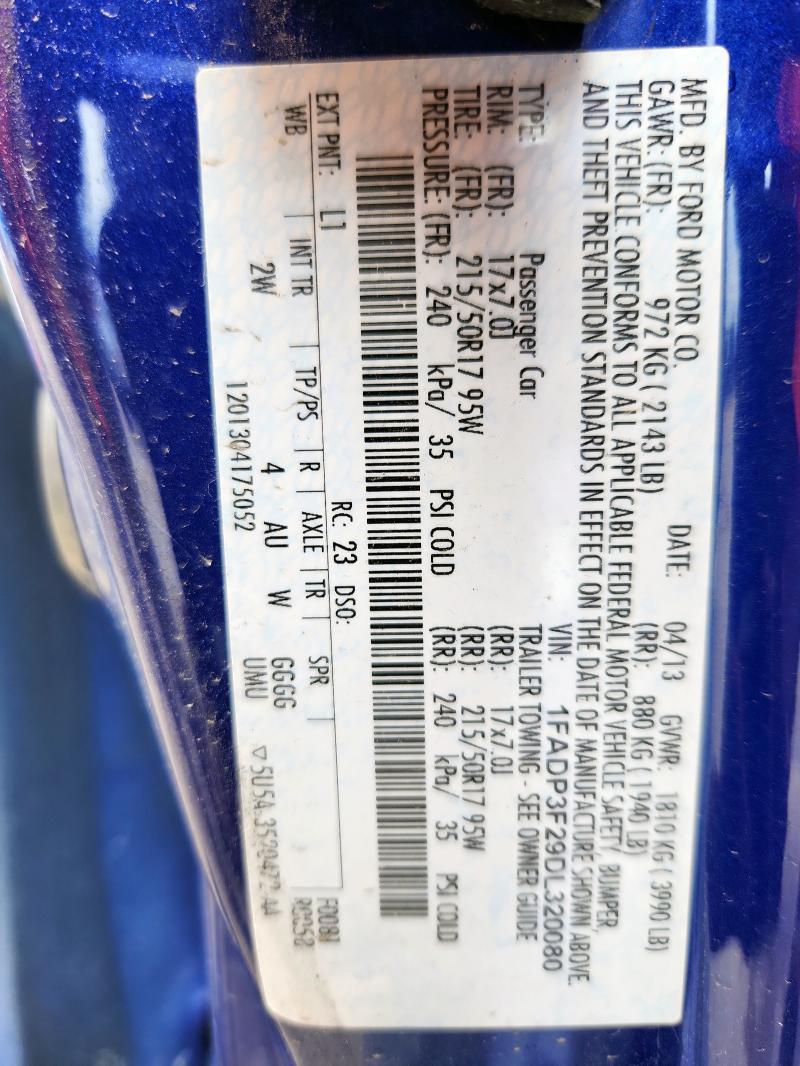 MFD. BY FORD MOTOR CO.
DATE: 04/13 GVWR: 1810 KG ( 3990 LB)
GAWR: (FR): 972 KG ( 2143 LB) (RR): 880 KG ( 1940 LB)
THIS VEHICLE CONFORMS TO ALL APPLICABLE FEDERAL MOTOR VEHICLE SAFETY, BUMPER,
AND THEFT PREVENTION STANDARDS IN EFFECT ON THE DATE OF MANUFACTURE SHOWN ABOVE.
VIN: 1FADP3F29DL320080
TYPE: Passenger Car TRAILER TOWING - SEE OWNER GUIDE
RIM: (FR): 17x7.0J (RR): 17x7.0J
TIRE: (FR): 215/50R17 95W (RR): 215/50R17 95W
PRESSURE: (FR): 240 kPa/ 35 PSI COLD (RR): 240 kPa/ 35 PSI COLD
EXT PNT: L1 RC: 23 DSO: F0081
WB INT TR TP/PS R AXLE TR SPR R0058
2W 4 AU W GGGG
1201304175052 UMU